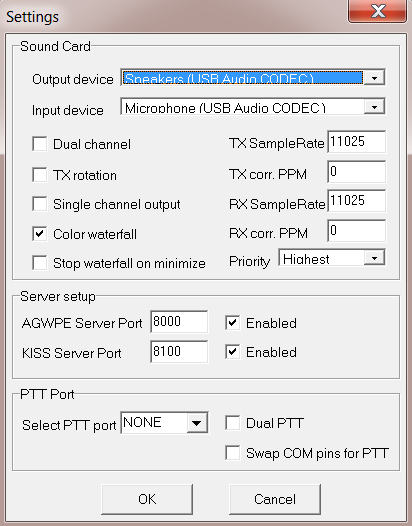 Settings
Sound Card
Output device Speakers (USB Audio CODEC )
Input device Microphone (USB Audio CODEC )
Dual channel TX SampleRate 11025
TX rotation TX corr. PPM 0
Single channel output RX SampleRate 11025
Color waterfall RX corr. PPM 0
Stop waterfall on minimize Priority Highest
Server setup
AGWPE Server Port 8000 Enabled
KISS Server Port 8100 Enabled
PTT Port
Select PTT port NONE Dual PTT
Swap COM pins for PTT
OK Cancel